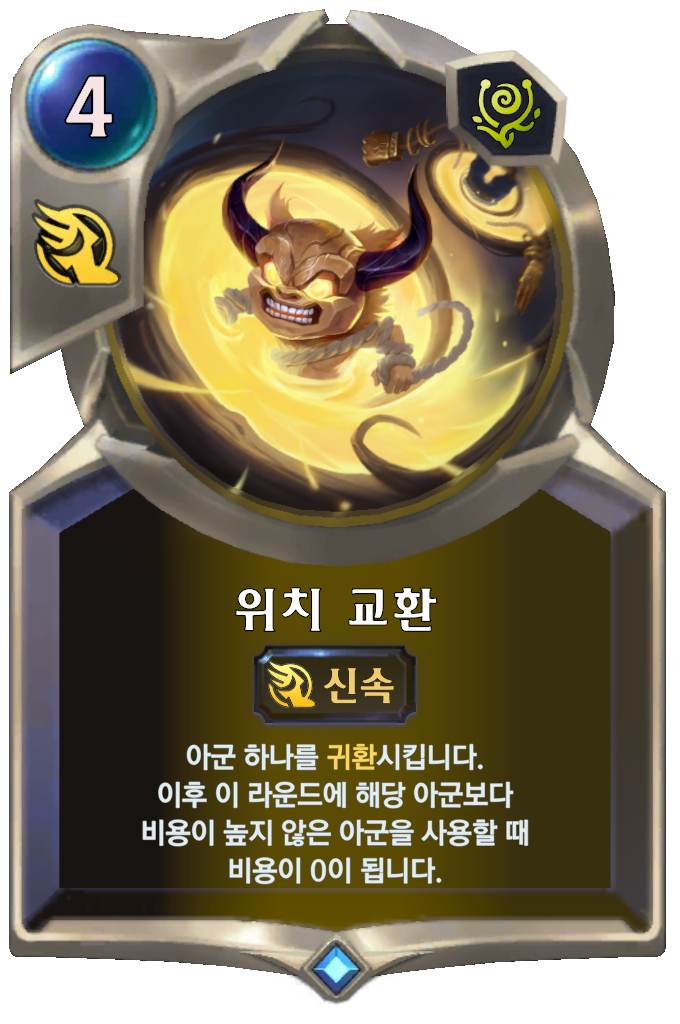 4
위치 교환
신속
아군 하나를 귀환시킵니다.
이후 이 라운드에 해당 아군보다
비용이 높지 않은 아군을 사용할 때
비용이 0이 됩니다.